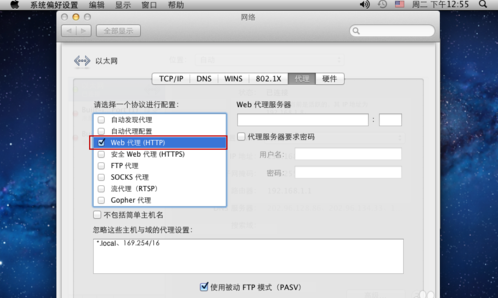 系统偏好设置 编辑 显示 窗口 帮助 周二 下午12:55
网络
全部显示
以太网
TCP/IP DNS WINS 802.1X 代理 硬件
请选择一个协议进行配置:
Web 代理服务器
自动发现代理
自动代理配置
:
Web 代理 (HTTP)
代理服务器要求密码
安全 Web 代理 (HTTPS)
用户名:
FTP 代理
SOCKS 代理
密码:
流代理（RTSP）
Gopher 代理
不包括简单主机名
忽略这些主机与域的代理设置:
*.local，169.254/16
使用被动 FTP 模式（PASV）